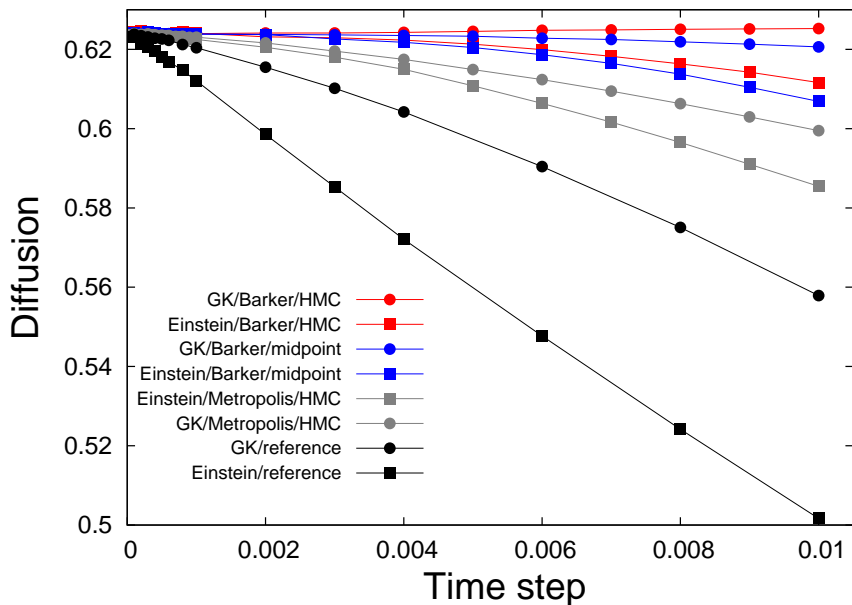 0.62
0.6
0.58
0.56
0.54
0.52
0.5
Diffusion
GK/Barker/HMC
Einstein/Barker/HMC
GK/Barker/midpoint
Einstein/Barker/midpoint
Einstein/Metropolis/HMC
GK/Metropolis/HMC
GK/reference
Einstein/reference
0 0.002 0.004 0.006 0.008 0.01
Time step